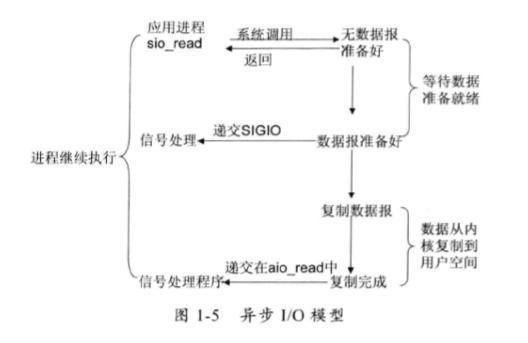 应用进程
sio_read
系统调用
返回
无数据报
准备好
等待数据
准备就绪
进程继续执行
信号处理
递交SIGIO
数据报准备好
复制数据报
数据从内
核复制到
用户空间
信号处理程序
递交在aio_read中
复制完成
图 1-5 异步 I/O 模型